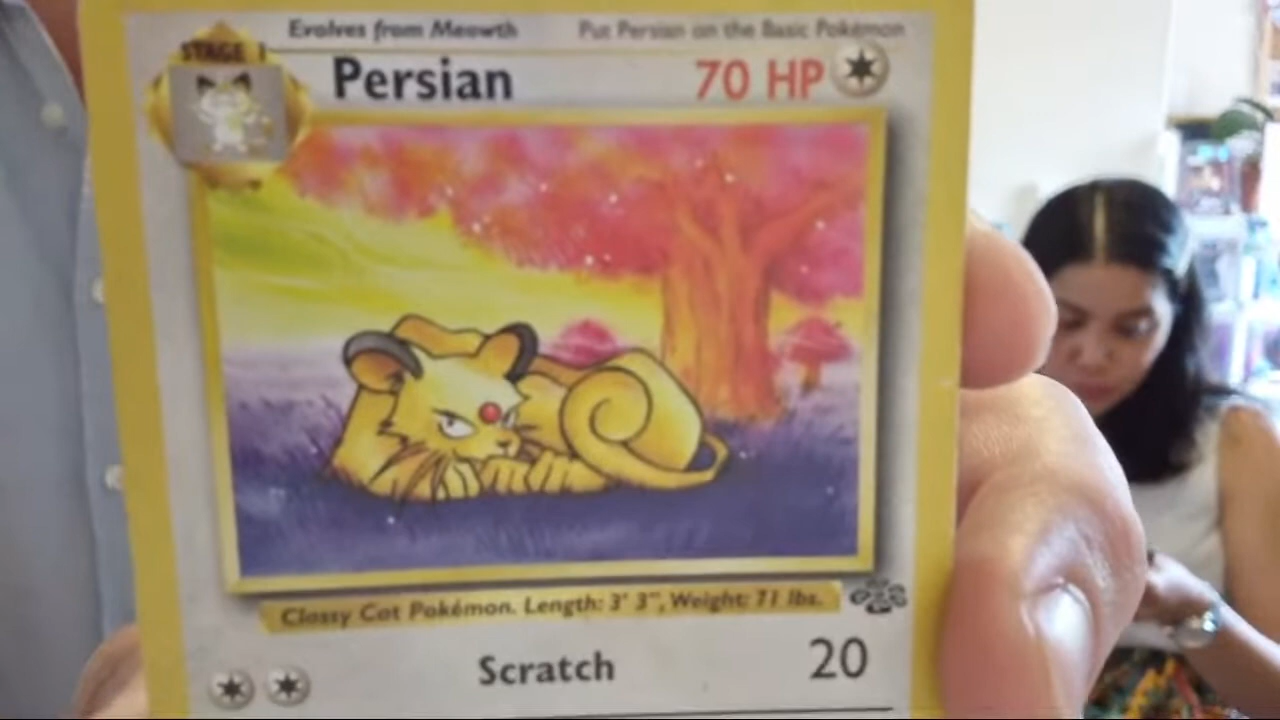 Evolves from Meowth Put Persian on the Basic Pokémon
STAGE 1
Persian 70 HP
Classy Cat Pokémon. Length: 3' 3", Weight: 71 lbs.
Scratch 20